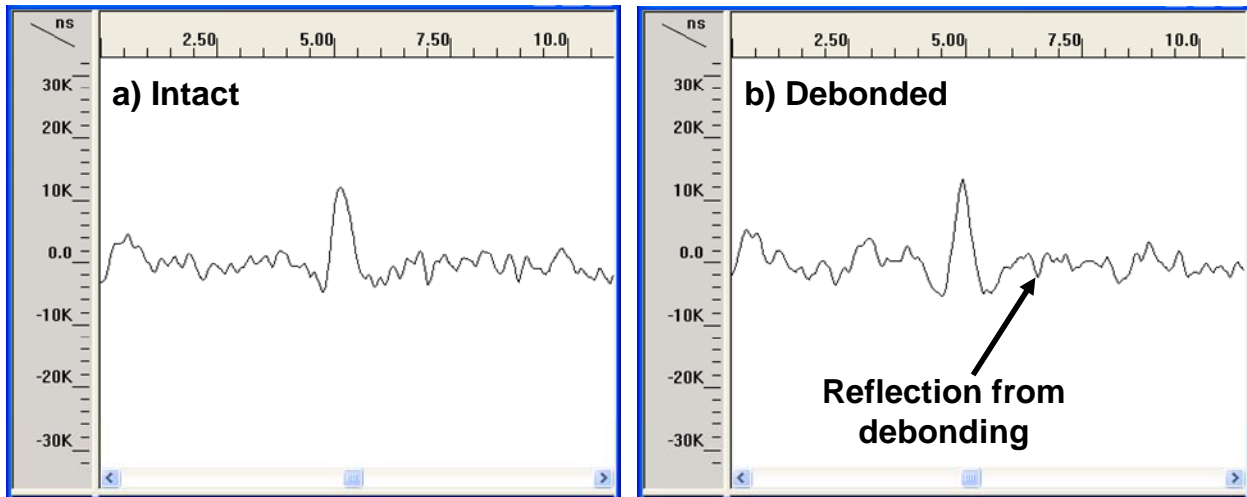 ns
2.50 5.00 7.50 10.0
a) Intact
30K
20K
10K
0.0
-10K
-20K
-30K
ns
2.50 5.00 7.50 10.0
b) Debonded
30K
20K
10K
0.0
-10K
-20K
-30K
Reflection from
debonding